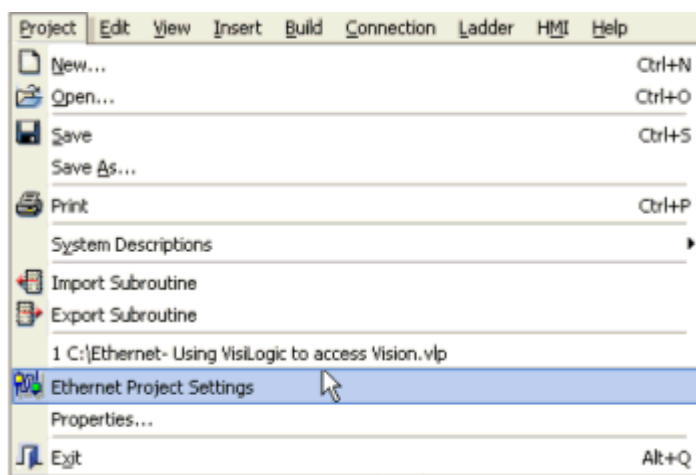 Project Edit View Insert Build Connection Ladder HMI Help
New... Ctrl+N
Open... Ctrl+O
Save Ctrl+S
Save As...
Print Ctrl+P
System Descriptions
Import Subroutine
Export Subroutine
1 C:\Ethernet- Using VisiLogic to access Vision.vlp
Ethernet Project Settings
Properties...
Exit Alt+Q